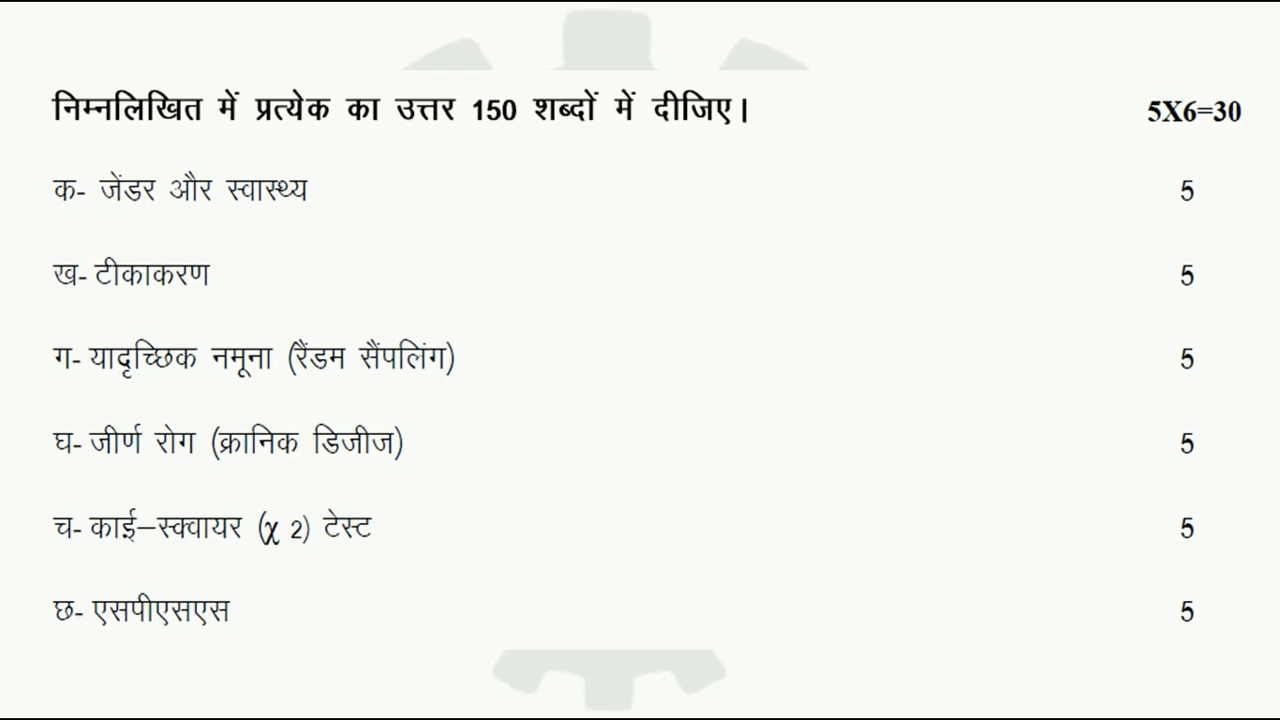 निम्नलिखित में प्रत्येक का उत्तर 150 शब्दों में दीजिए। 5X6=30
क- जेंडर और स्वास्थ्य 5
ख- टीकाकरण 5
ग- यादृच्छिक नमूना (रैंडम सैंपलिंग) 5
घ- जीर्ण रोग (क्रानिक डिजीज) 5
च- काई–स्क्वायर (χ 2) टेस्ट 5
छ- एसपीएसएस 5